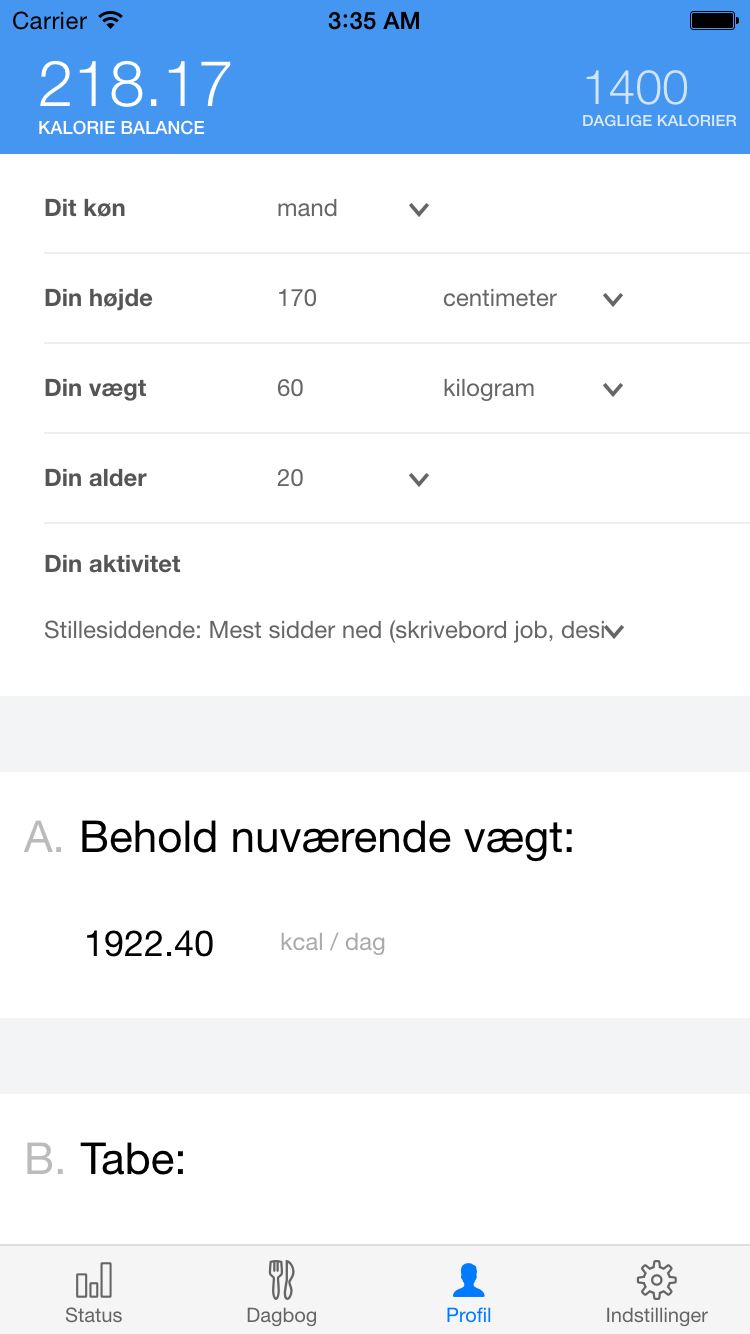 Carrier 3:35 AM
218.17 1400
KALORIE BALANCE DAGLIGE KALORIER
Dit køn mand
Din højde 170 centimeter
Din vægt 60 kilogram
Din alder 20
Din aktivitet
Stillesiddende: Mest sidder ned (skrivebord job, desi
A. Behold nuværende vægt:
1922.40 kcal / dag
B. Tabe:
Status Dagbog Profil Indstillinger